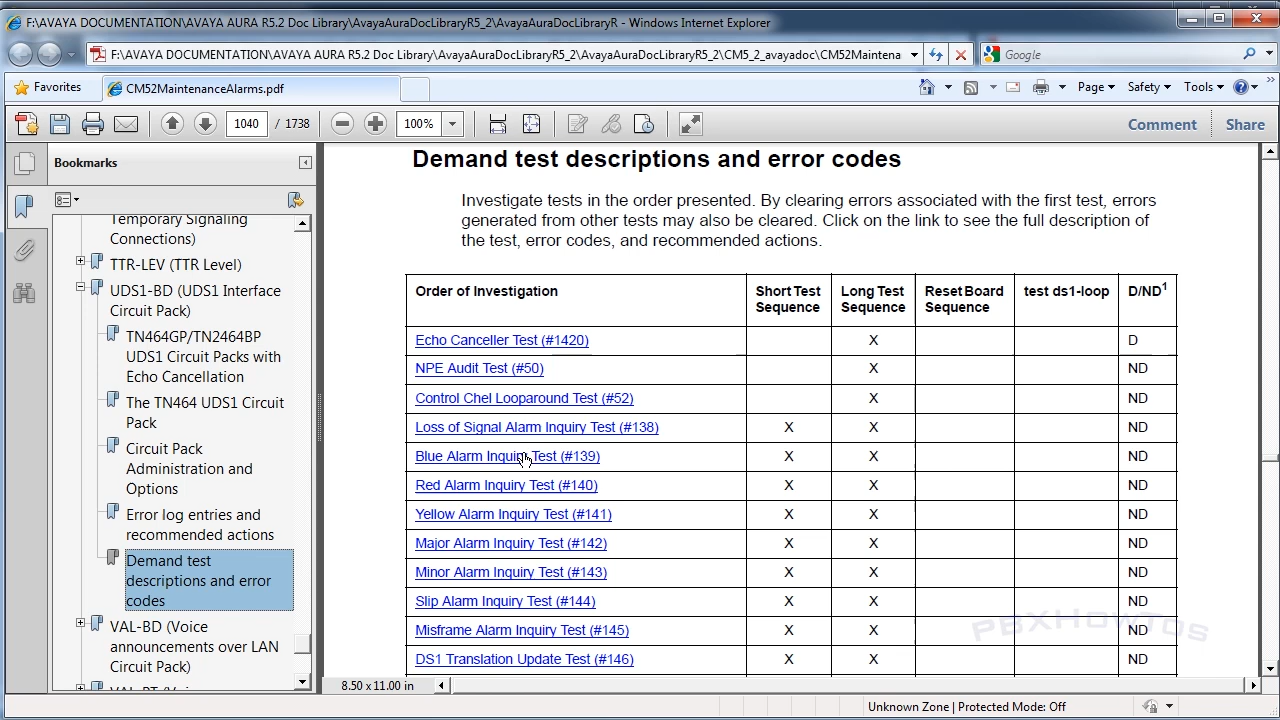 F:\AVAYA DOCUMENTATION\AVAYA AURA R5.2 Doc Library\AvayaAuraDocLibraryR5_2\AvayaAuraDocLibraryR - Windows Internet Explorer
F:\AVAYA DOCUMENTATION\AVAYA AURA R5.2 Doc Library\AvayaAuraDocLibraryR5_2\AvayaAuraDocLibraryR5_2\CM5_2_avayadoc\CM52Maintena
Google
Favorites
CM52MaintenanceAlarms.pdf
Page
Safety
Tools
1040 / 1738
100%
Comment
Share
Bookmarks
Temporary Signaling
Connections)
TTR-LEV (TTR Level)
UDS1-BD (UDS1 Interface
Circuit Pack)
TN464GP/TN2464BP
UDS1 Circuit Packs with
Echo Cancellation
The TN464 UDS1 Circuit
Pack
Circuit Pack
Administration and
Options
Error log entries and
recommended actions
Demand test
descriptions and error
codes
VAL-BD (Voice
announcements over LAN
Circuit Pack)
Demand test descriptions and error codes
Investigate tests in the order presented. By clearing errors associated with the first test, errors
generated from other tests may also be cleared. Click on the link to see the full description of
the test, error codes, and recommended actions.
Order of Investigation Short Test Sequence Long Test Sequence Reset Board Sequence test ds1-loop D/ND1
Echo Canceller Test (#1420) X D
NPE Audit Test (#50) X ND
Control Chel Looparound Test (#52) X ND
Loss of Signal Alarm Inquiry Test (#138) X X ND
Blue Alarm Inquiry Test (#139) X X ND
Red Alarm Inquiry Test (#140) X X ND
Yellow Alarm Inquiry Test (#141) X X ND
Major Alarm Inquiry Test (#142) X X ND
Minor Alarm Inquiry Test (#143) X X ND
Slip Alarm Inquiry Test (#144) X X ND
Misframe Alarm Inquiry Test (#145) X X ND
DS1 Translation Update Test (#146) X X ND
PBXHowTos
8.50 x 11.00 in
Unknown Zone | Protected Mode: Off